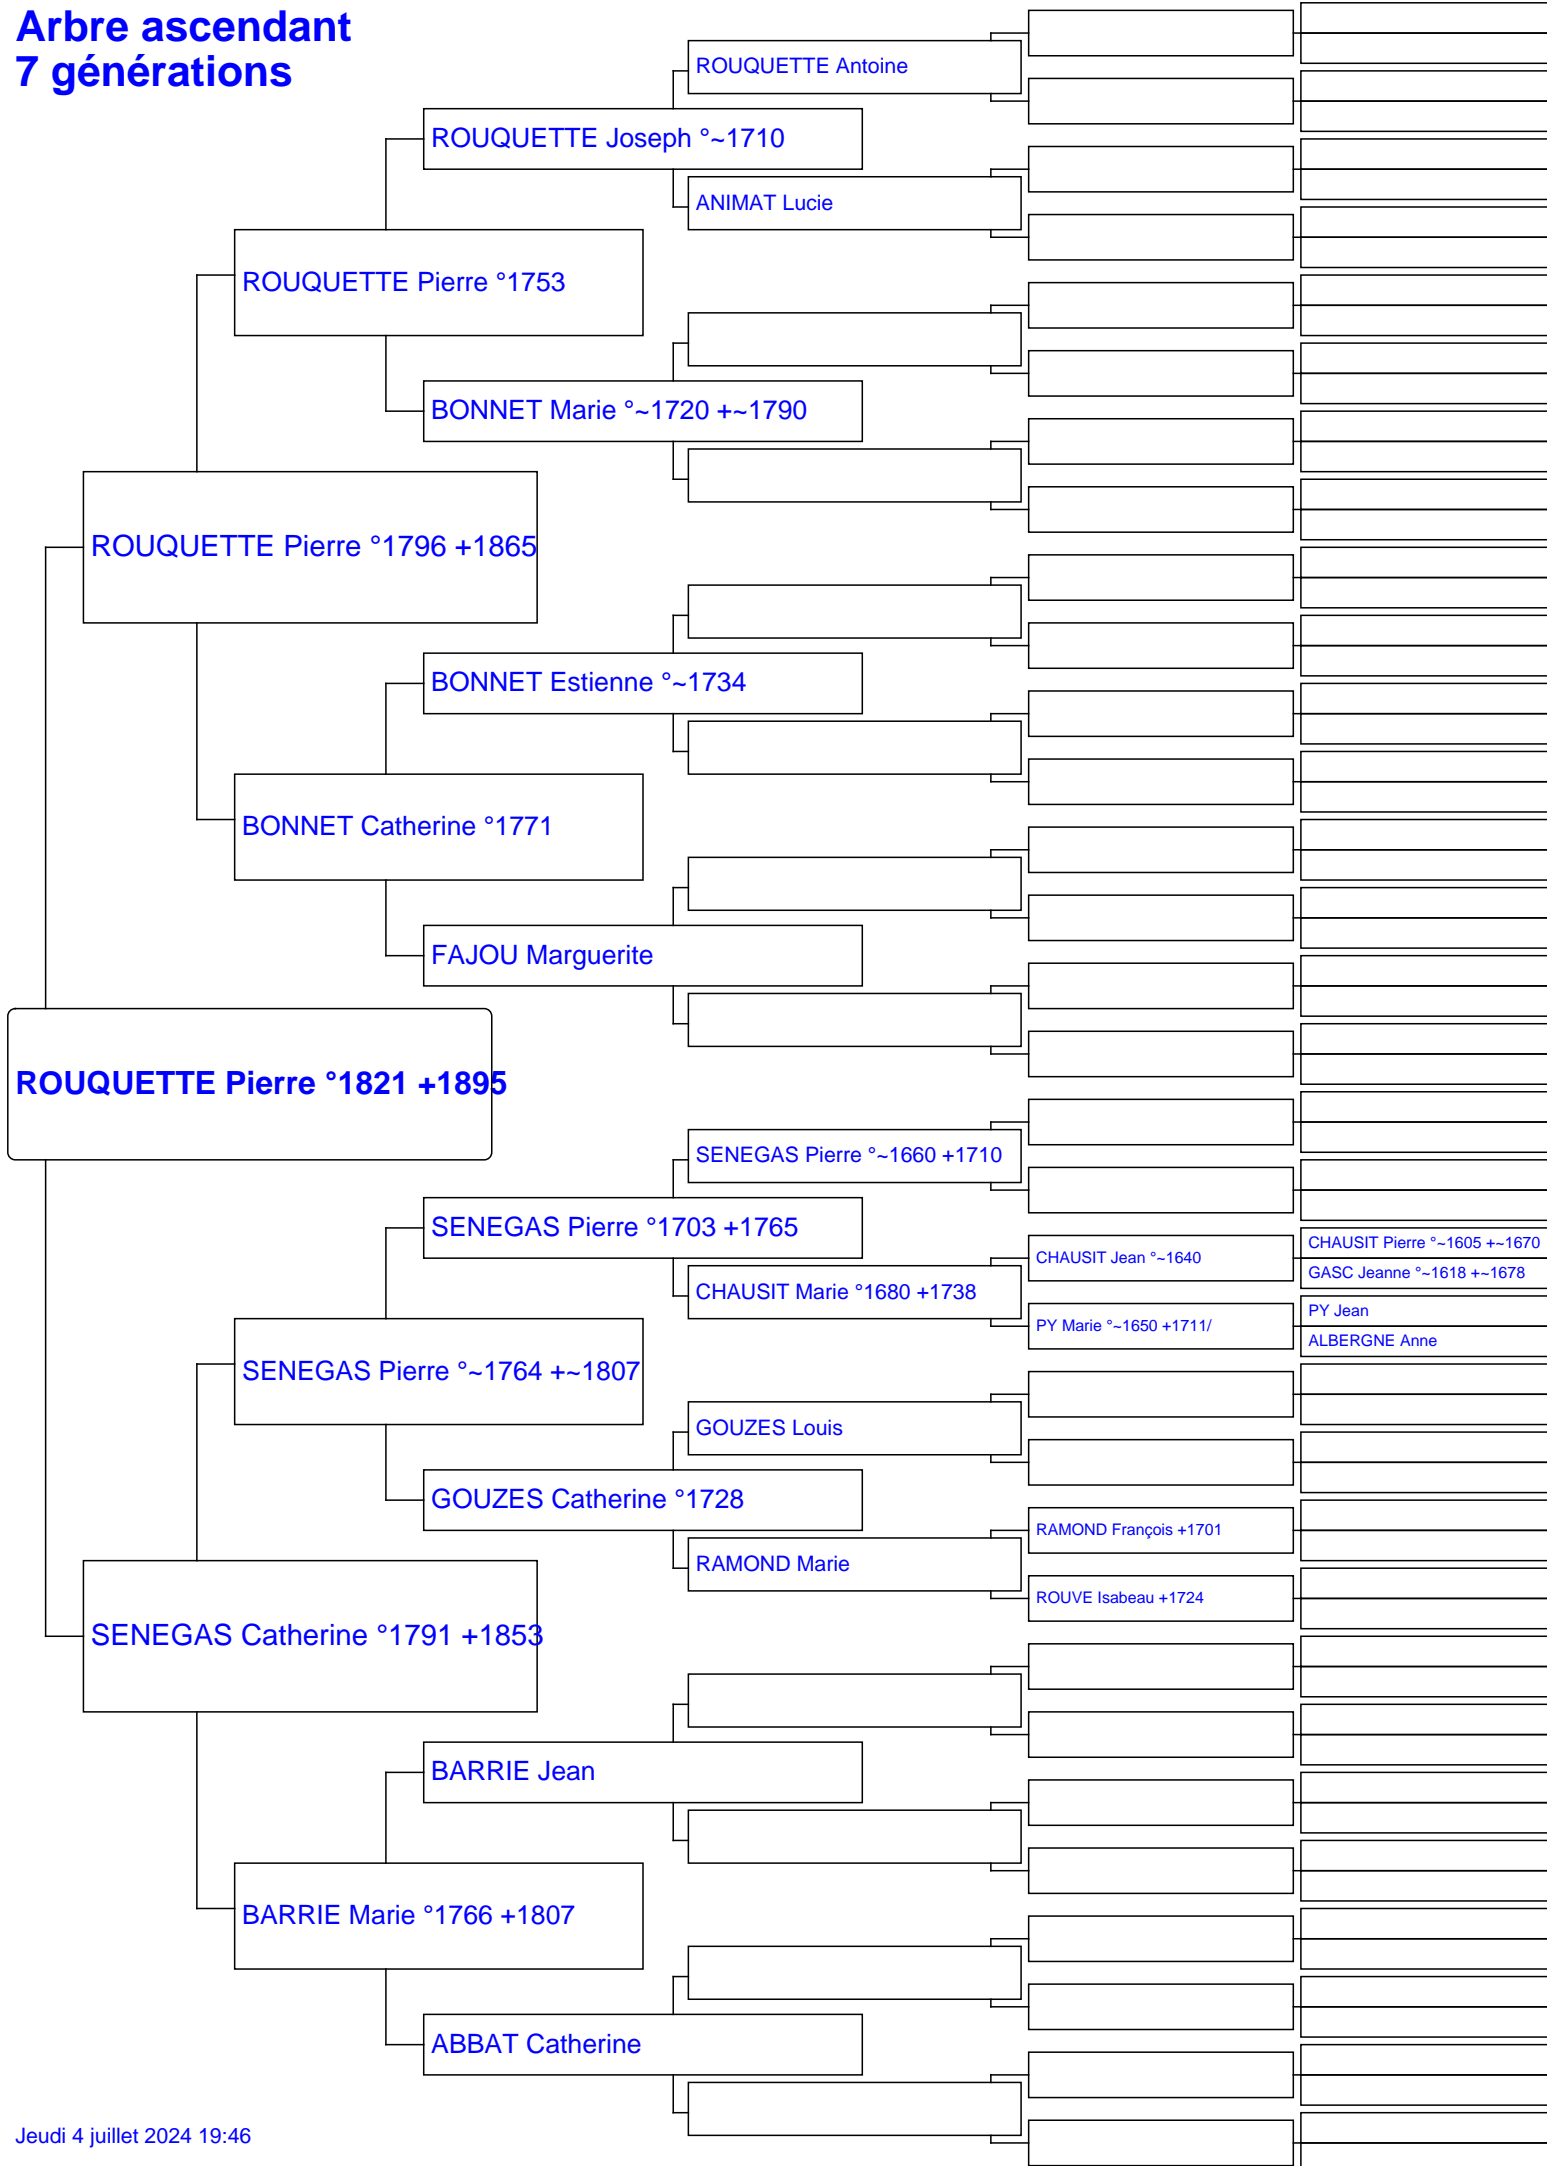 Arbre ascendant
7 générations
ROUQUETTE Antoine
ROUQUETTE Joseph °~1710
ANIMAT Lucie
ROUQUETTE Pierre °1753
BONNET Marie °~1720 +~1790
ROUQUETTE Pierre °1796 +1865
BONNET Estienne °~1734
BONNET Catherine °1771
FAJOU Marguerite
ROUQUETTE Pierre °1821 +1895
SENEGAS Pierre °~1660 +1710
SENEGAS Pierre °1703 +1765
CHAUSIT Pierre °~1605 +~1670
CHAUSIT Jean °~1640
GASC Jeanne °~1618 +~1678
CHAUSIT Marie °1680 +1738
PY Jean
PY Marie °~1650 +1711/
ALBERGNE Anne
SENEGAS Pierre °~1764 +~1807
GOUZES Louis
GOUZES Catherine °1728
RAMOND François +1701
RAMOND Marie
ROUVE Isabeau +1724
SENEGAS Catherine °1791 +1853
BARRIE Jean
BARRIE Marie °1766 +1807
ABBAT Catherine
Jeudi 4 juillet 2024 19:46